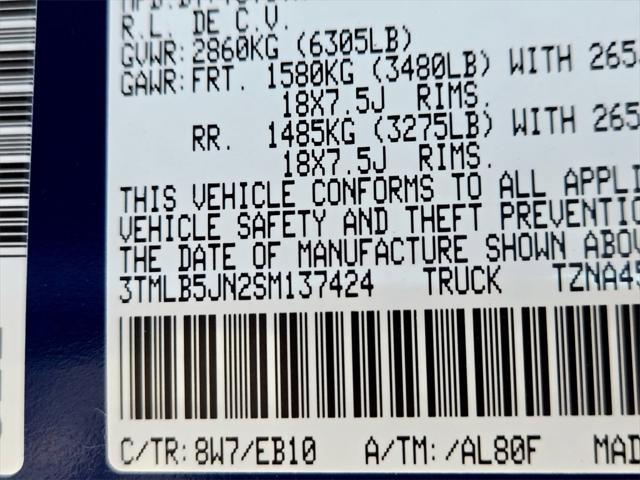 R.L. DE C.V.
GVWR: 2860KG (6305LB)
GAWR: FRT. 1580KG (3480LB) WITH 265
18X7.5J RIMS.
RR. 1485KG (3275LB) WITH 265
18X7.5J RIMS.
THIS VEHICLE CONFORMS TO ALL APPLI
VEHICLE SAFETY AND THEFT PREVENTIO
THE DATE OF MANUFACTURE SHOWN ABOV
3TMLB5JN2SM137424 TRUCK TZNA45
C/TR: 8W7/EB10 A/TM: /AL80F MAD